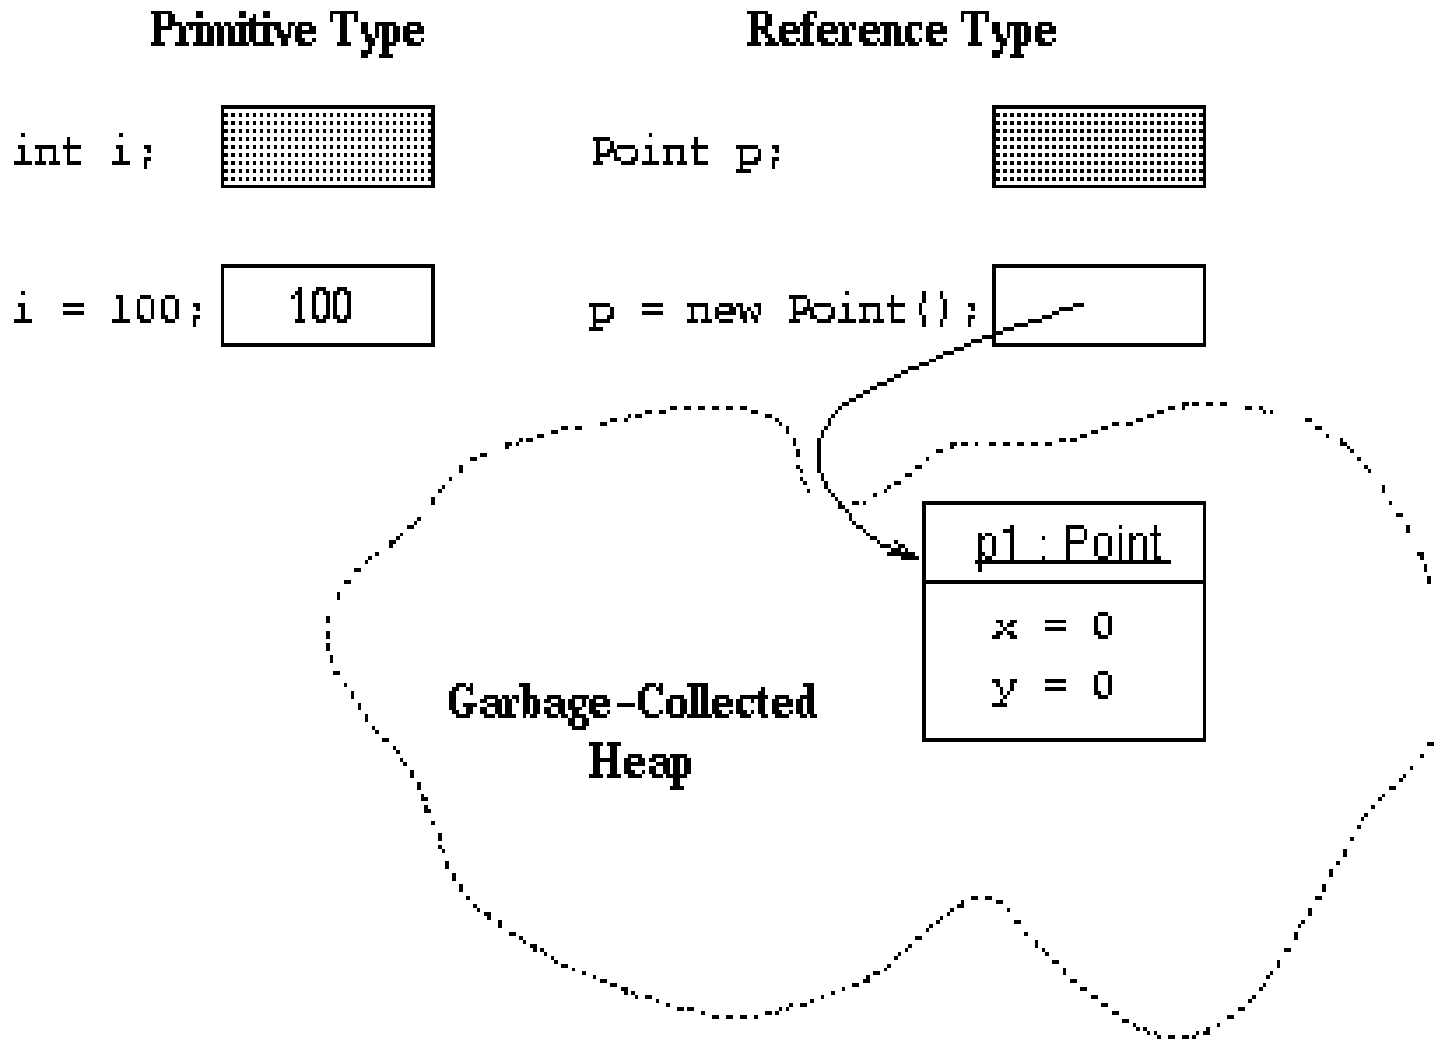 Primitive Type
Reference Type
int i;
Point p;
i = 100;
100
p = new Point();
p1 : Point
x = 0
y = 0
Garbage-Collected
Heap